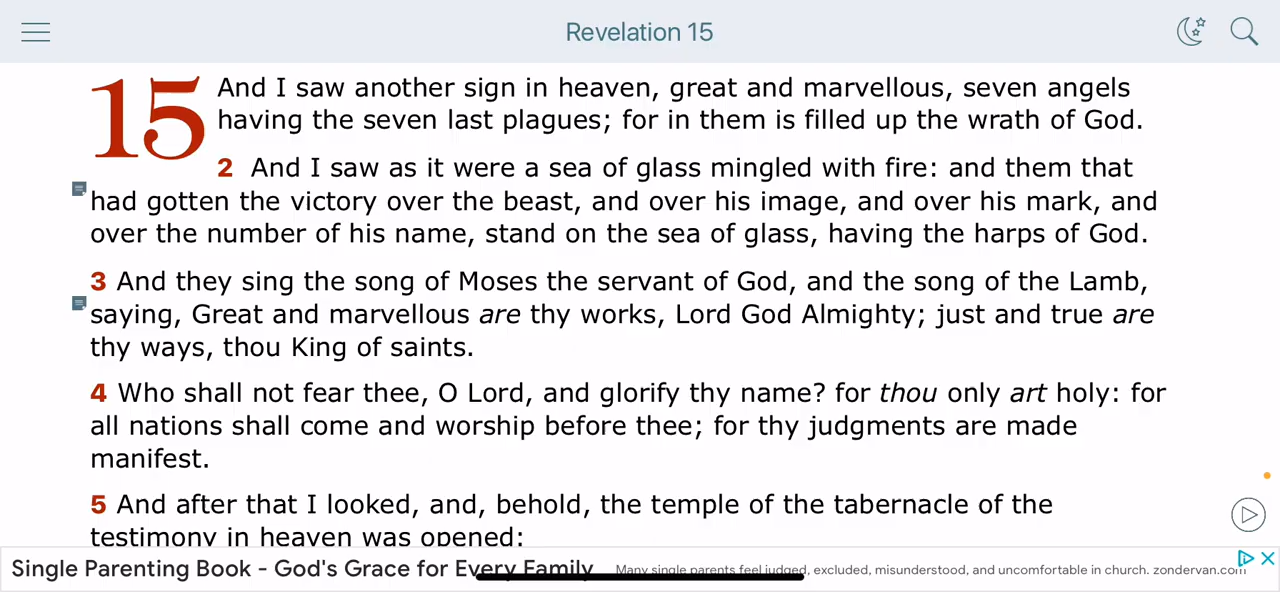 Revelation 15
15 And I saw another sign in heaven, great and marvellous, seven angels
having the seven last plagues; for in them is filled up the wrath of God.
2 And I saw as it were a sea of glass mingled with fire: and them that
had gotten the victory over the beast, and over his image, and over his mark, and
over the number of his name, stand on the sea of glass, having the harps of God.
3 And they sing the song of Moses the servant of God, and the song of the Lamb,
saying, Great and marvellous are thy works, Lord God Almighty; just and true are
thy ways, thou King of saints.
4 Who shall not fear thee, O Lord, and glorify thy name? for thou only art holy: for
all nations shall come and worship before thee; for thy judgments are made
manifest.
5 And after that I looked, and, behold, the temple of the tabernacle of the
testimony in heaven was opened:
Single Parenting Book - God's Grace for Every Family
Many single parents feel judged, excluded, misunderstood, and uncomfortable in church. zondervan.com